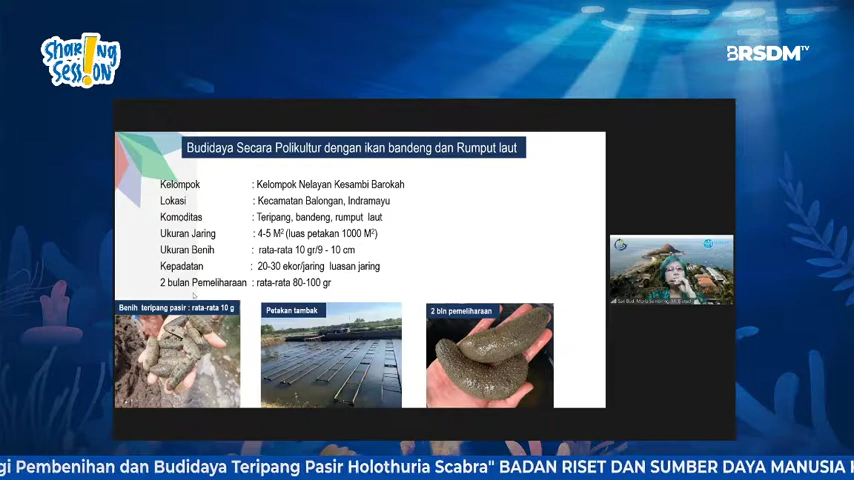 Sharing
Session
BRSDM TV
Budidaya Secara Polikultur dengan ikan bandeng dan Rumput laut
Kelompok : Kelompok Nelayan Kesambi Barokah
Lokasi : Kecamatan Balongan, Indramayu
Komoditas : Teripang, bandeng, rumput laut
Ukuran Jaring : 4-5 M² (luas petakan 1000 M²)
Ukuran Benih : rata-rata 10 gr/9 - 10 cm
Kepadatan : 20-30 ekor/jaring luasan jaring
2 bulan Pemeliharaan : rata-rata 80-100 gr
Benih teripang pasir : rata-rata 10 g
Petakan tambak
2 bln pemeliharaan
gi Pembenihan dan Budidaya Teripang Pasir Holothuria Scabra" BADAN RISET DAN SUMBER DAYA MANUSIA